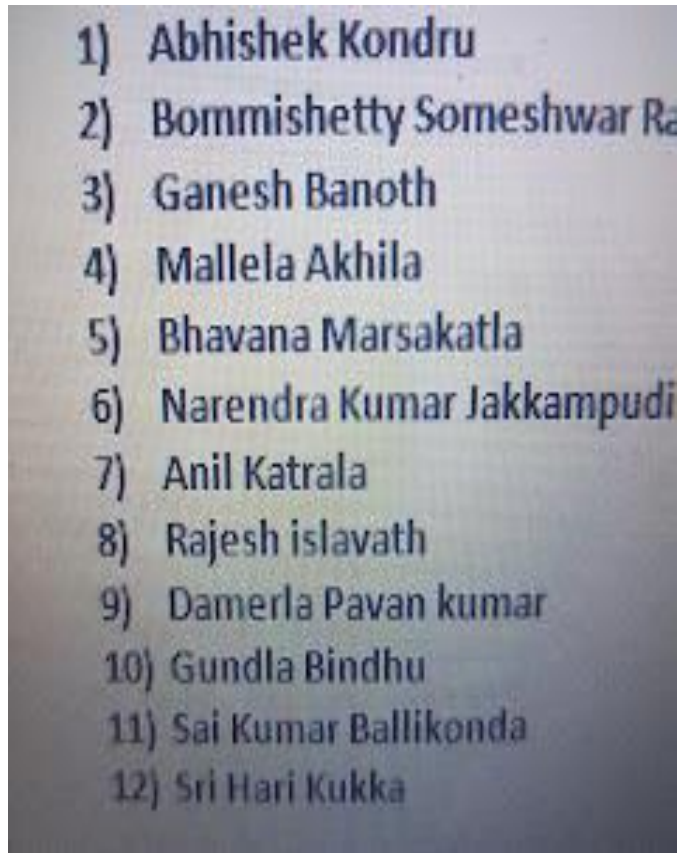 1) Abhishek Kondru
2) Bommishetty Someshwar
3) Ganesh Banoth
4) Mallela Akhila
5) Bhavana Marsakatla
6) Narendra Kumar Jakkampudi
7) Anil Katrala
8) Rajesh islavath
9) Damerla Pavan kumar
10) Gundla Bindhu
11) Sai Kumar Ballikonda
12) Sri Hari Kukka